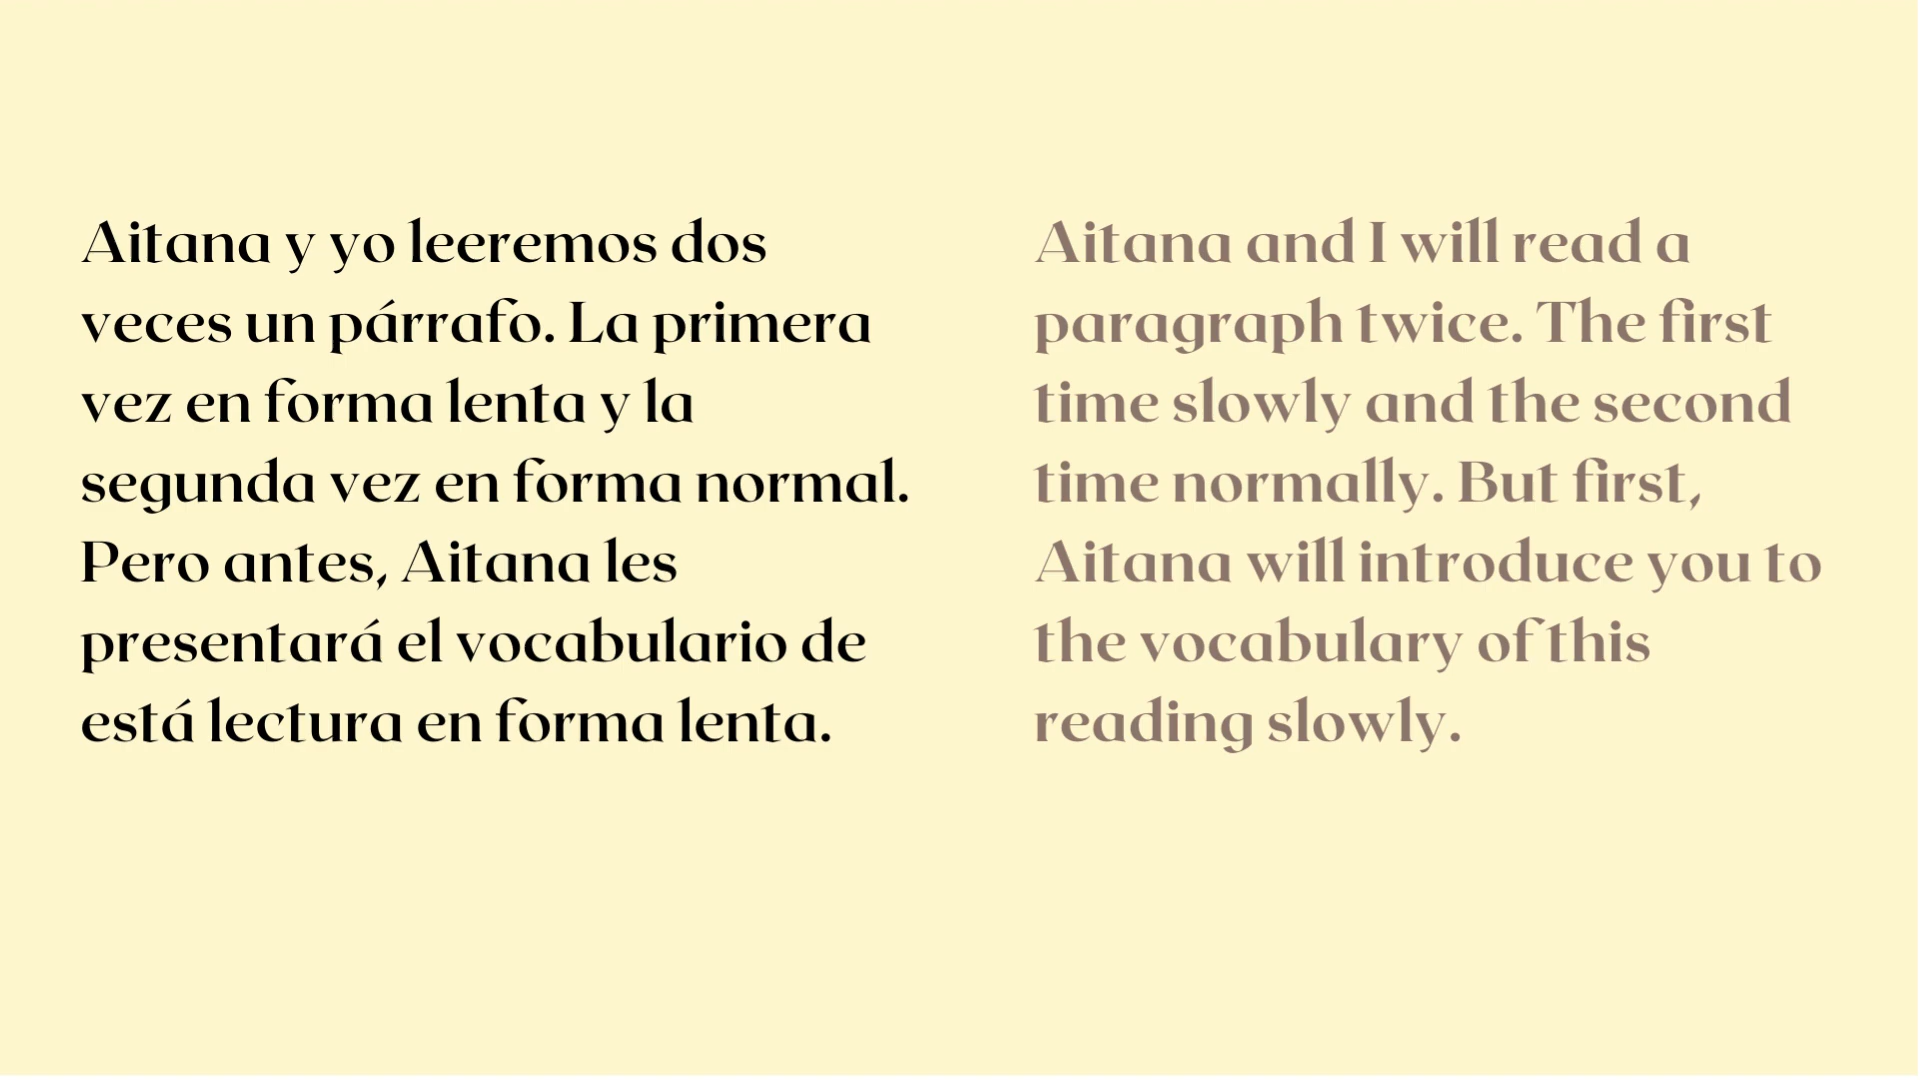 Aitana y yo leeremos dos
veces un párrafo. La primera
vez en forma lenta y la
segunda vez en forma normal.
Pero antes, Aitana les
presentará el vocabulario de
está lectura en forma lenta.
Aitana and I will read a
paragraph twice. The first
time slowly and the second
time normally. But first,
Aitana will introduce you to
the vocabulary of this
reading slowly.